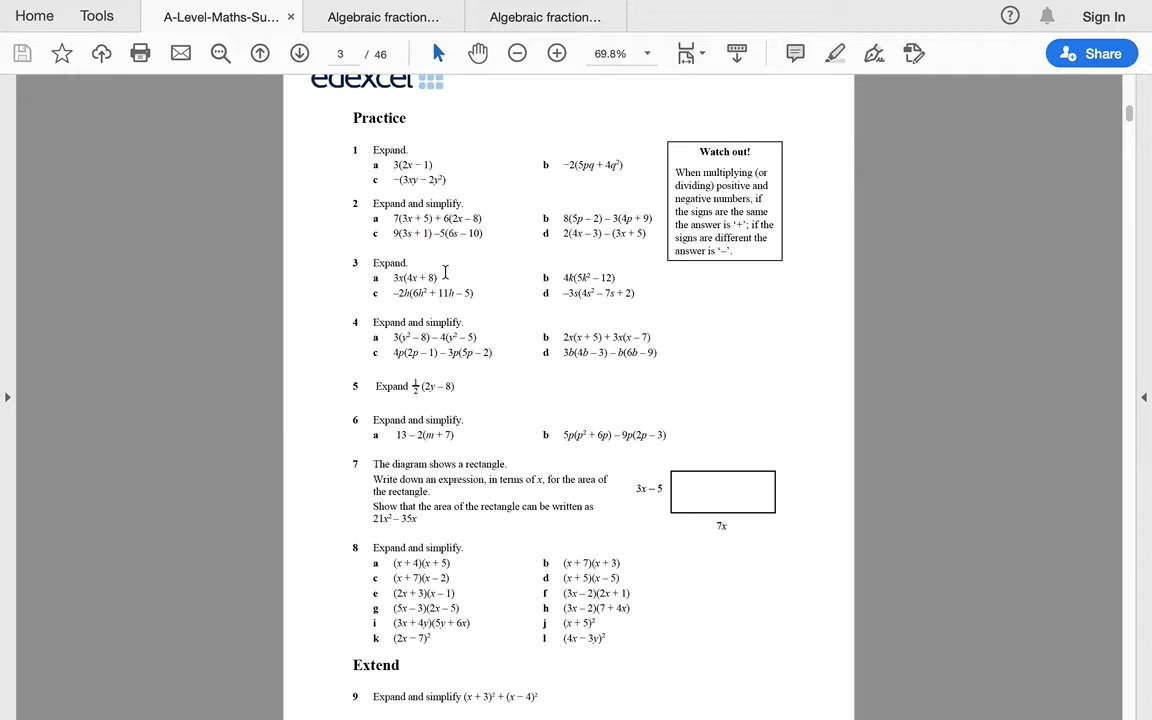 Home Tools A-Level-Maths-Su... × Algebraic fraction... Algebraic fraction... Sign In
3 / 46 69.8% Share
edexcel
Practice
1 Expand.
a 3(2x − 1) b −2(5pq + 4q²)
c −(3xy − 2y²)
2 Expand and simplify.
a 7(3x + 5) + 6(2x – 8) b 8(5p – 2) – 3(4p + 9)
c 9(3s + 1) –5(6s – 10) d 2(4x – 3) – (3x + 5)
3 Expand.
a 3x(4x + 8) b 4k(5k² – 12)
c –2h(6h² + 11h – 5) d –3s(4s² – 7s + 2)
4 Expand and simplify.
a 3(y² – 8) – 4(y² – 5) b 2x(x + 5) + 3x(x – 7)
c 4p(2p – 1) – 3p(5p – 2) d 3b(4b – 3) – b(6b – 9)
5 Expand ½(2y – 8)
6 Expand and simplify.
a 13 – 2(m + 7) b 5p(p² + 6p) – 9p(2p – 3)
7 The diagram shows a rectangle.
Write down an expression, in terms of x, for the area of
the rectangle.
Show that the area of the rectangle can be written as
21x² – 35x
3x – 5
7x
8 Expand and simplify.
a (x + 4)(x + 5) b (x + 7)(x + 3)
c (x + 7)(x – 2) d (x + 5)(x – 5)
e (2x + 3)(x – 1) f (3x – 2)(2x + 1)
g (5x – 3)(2x – 5) h (3x – 2)(7 + 4x)
i (3x + 4y)(5y + 6x) j (x + 5)²
k (2x − 7)² l (4x − 3y)²
Extend
9 Expand and simplify (x + 3)² + (x − 4)²
Watch out!
When multiplying (or
dividing) positive and
negative numbers, if
the signs are the same
the answer is ‘+’; if the
signs are different the
answer is ‘–’.